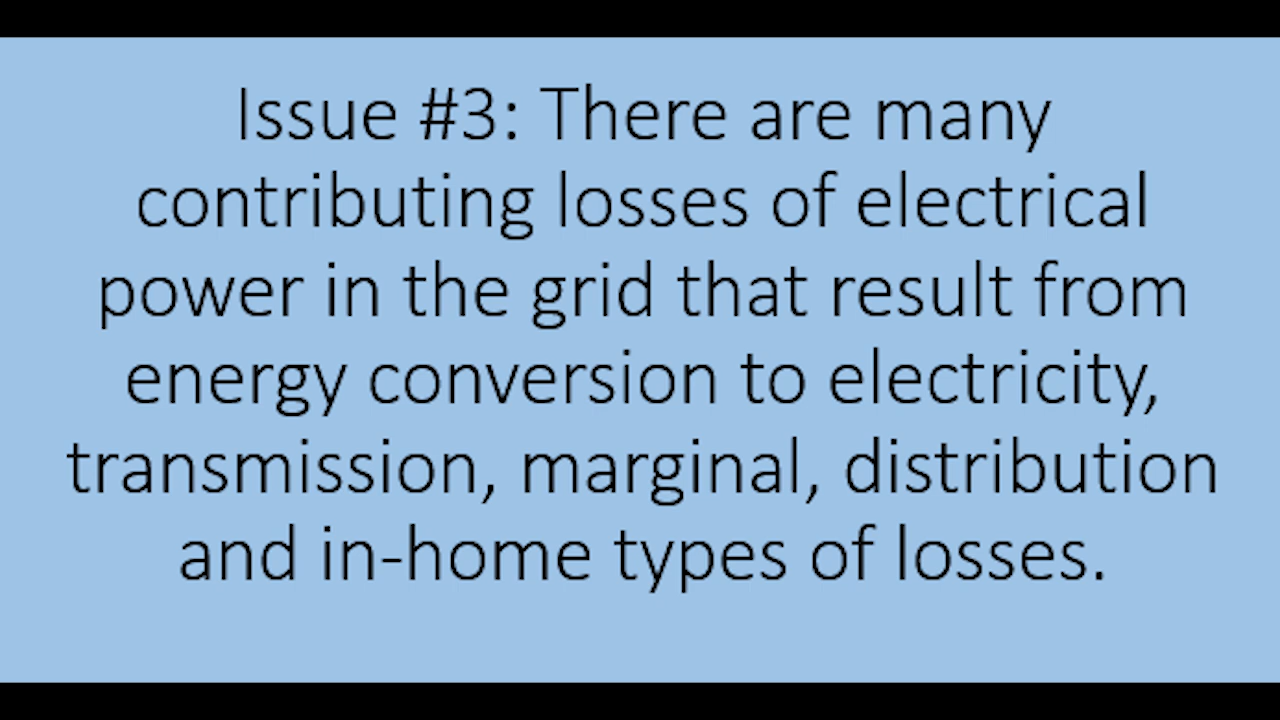 Issue #3: There are many
contributing losses of electrical
power in the grid that result from
energy conversion to electricity,
transmission, marginal, distribution
and in-home types of losses.